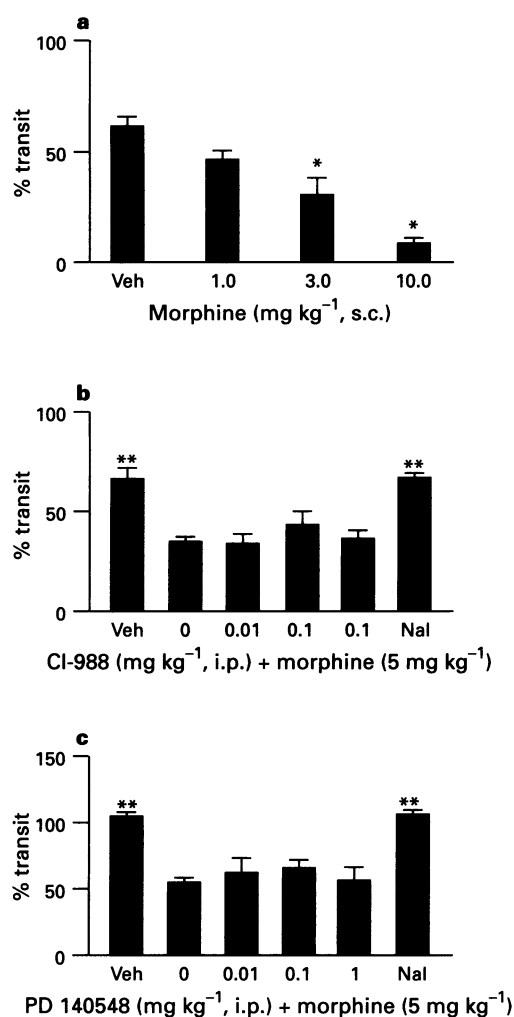 a
100
50
0
% transit
*
*
Veh 1.0 3.0 10.0
Morphine (mg kg⁻¹, s.c.)
b
100
50
0
% transit
**
**
Veh 0 0.01 0.1 0.1 Nal
CI-988 (mg kg⁻¹, i.p.) + morphine (5 mg kg⁻¹)
c
150
100
50
0
% transit
**
**
Veh 0 0.01 0.1 1 Nal
PD 140548 (mg kg⁻¹, i.p.) + morphine (5 mg kg⁻¹)